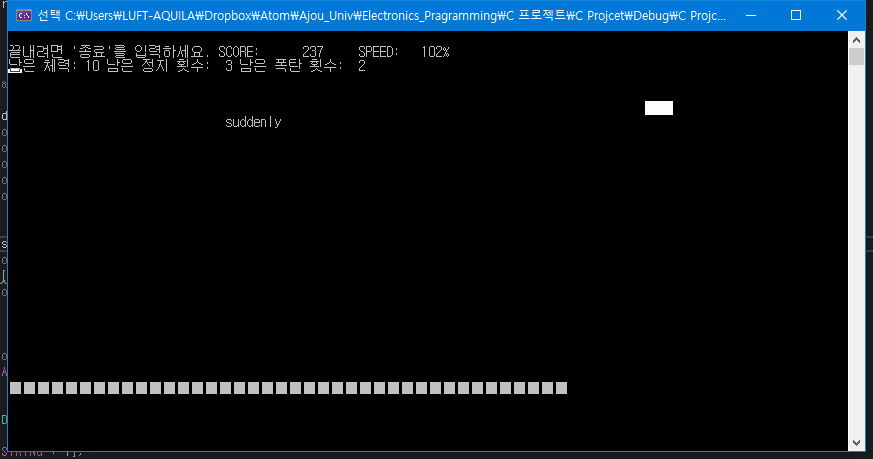 선택 C:₩Users₩LUFT-AQUILA₩Dropbox₩Atom₩Ajou_Univ₩Electronics_Pragramming₩C 프로젝트₩C Projcet₩Debug₩C Projc...
끝내려면 '종료'를 입력하세요. SCORE: 237 SPEED: 102%
남은 체력: 10 남은 정지 횟수: 3 남은 폭탄 횟수: 2
suddenly